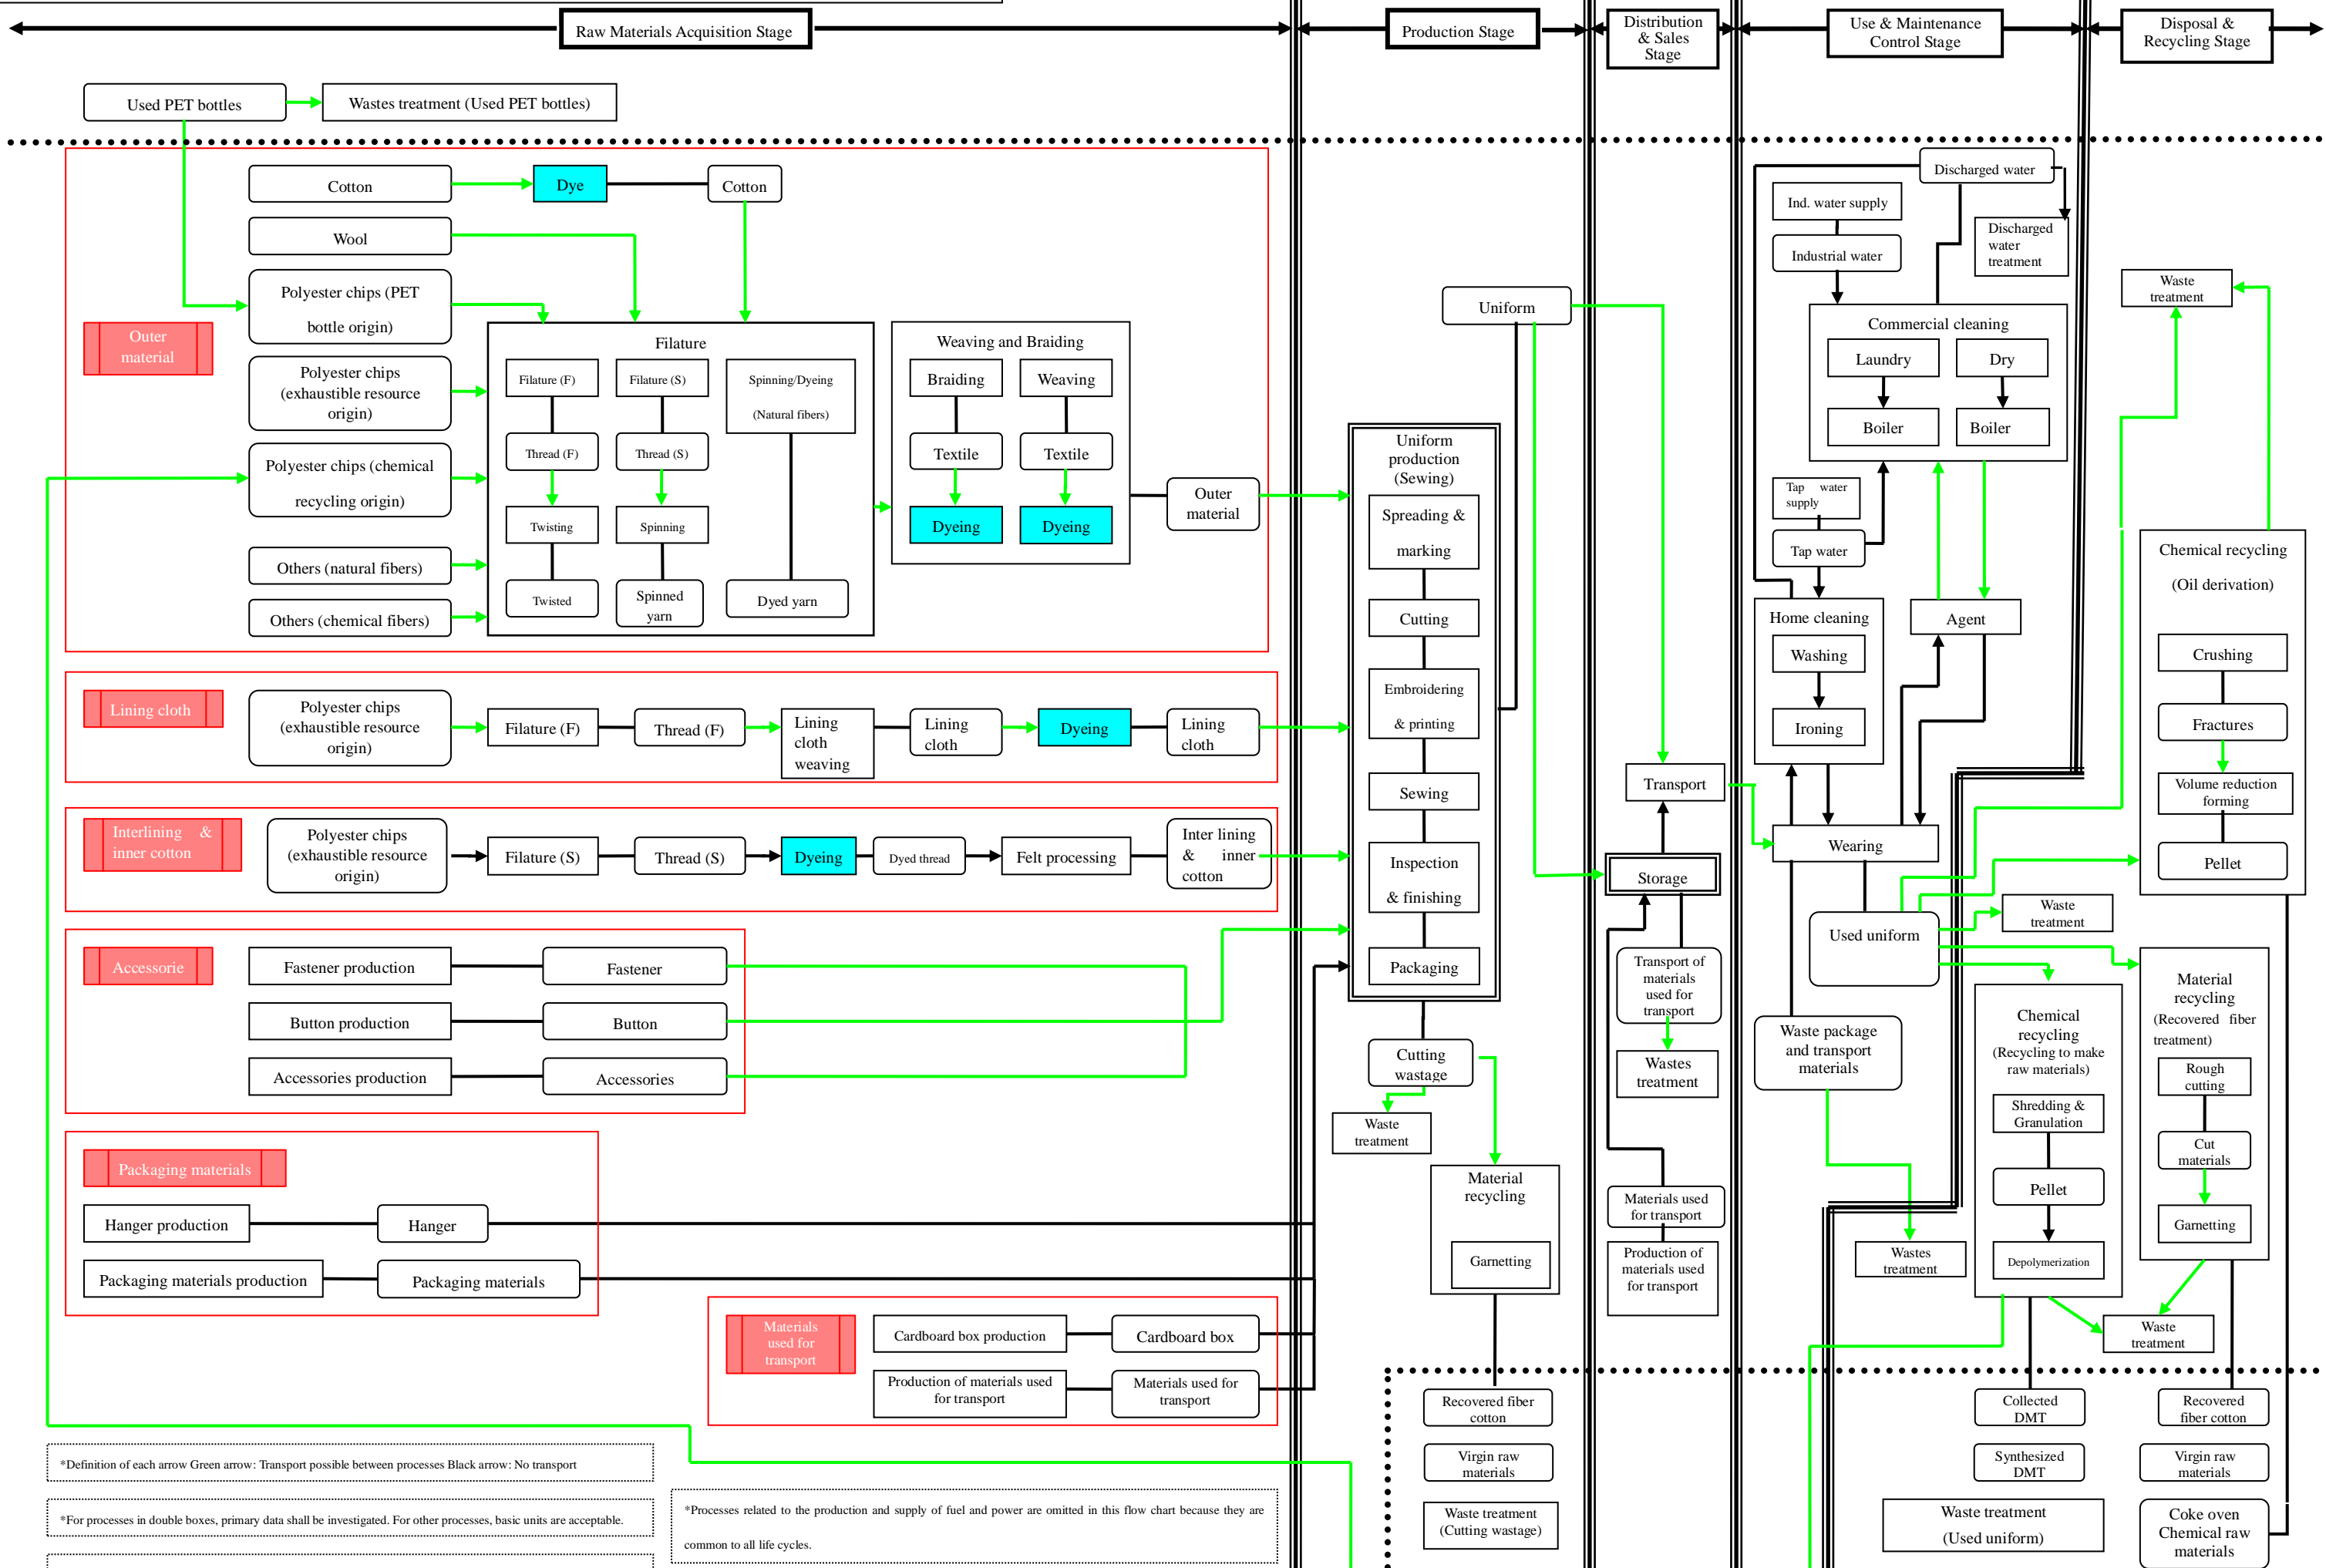 Raw Materials Acquisition Stage
Production Stage
Distribution
& Sales
Stage
Use & Maintenance
Control Stage
Disposal &
Recycling Stage
Used PET bottles
Wastes treatment (Used PET bottles)
Outer
material
Cotton
Dye
Cotton
Wool
Polyester chips (PET
bottle origin)
Polyester chips
(exhaustible resource
origin)
Polyester chips (chemical
recycling origin)
Others (natural fibers)
Others (chemical fibers)
Filature
Filature (F)
Thread (F)
Twisting
Twisted
Filature (S)
Thread (S)
Spinning
Spinned
yarn
Spinning/Dyeing
(Natural fibers)
Dyed yarn
Weaving and Braiding
Braiding
Textile
Dyeing
Weaving
Textile
Dyeing
Outer
material
Lining cloth
Polyester chips
(exhaustible resource
origin)
Filature (F)
Thread (F)
Lining
cloth
weaving
Lining
cloth
Dyeing
Lining
cloth
Interlining &
inner cotton
Polyester chips
(exhaustible resource
origin)
Filature (S)
Thread (S)
Dyeing
Dyed thread
Felt processing
Inter lining
& inner
cotton
Accessorie
Fastener production
Fastener
Button production
Button
Accessories production
Accessories
Packaging materials
Hanger production
Hanger
Packaging materials production
Packaging materials
Materials
used for
transport
Cardboard box production
Cardboard box
Production of materials used
for transport
Materials used for
transport
*Definition of each arrow Green arrow: Transport possible between processes Black arrow: No transport
*For processes in double boxes, primary data shall be investigated. For other processes, basic units are acceptable.
*Processes related to the production and supply of fuel and power are omitted in this flow chart because they are
common to all life cycles.
Uniform
Uniform
production
(Sewing)
Spreading &
marking
Cutting
Embroidering
& printing
Sewing
Inspection
& finishing
Packaging
Cutting
wastage
Waste
treatment
Material
recycling
Garnetting
Recovered fiber
cotton
Virgin raw
materials
Waste treatment
(Cutting wastage)
Transport
Storage
Transport of
materials
used for
transport
Wastes
treatment
Materials used
for transport
Production of
materials used
for transport
Discharged water
Ind. water supply
Industrial water
Discharged
water
treatment
Commercial cleaning
Laundry
Boiler
Dry
Boiler
Tap water
supply
Tap water
Home cleaning
Washing
Ironing
Agent
Wearing
Used uniform
Waste package
and transport
materials
Wastes
treatment
Waste
treatment
Chemical recycling
(Oil derivation)
Crushing
Fractures
Volume reduction
forming
Pellet
Waste
treatment
Chemical
recycling
(Recycling to make
raw materials)
Shredding &
Granulation
Pellet
Depolymerization
Material
recycling
(Recovered fiber
treatment)
Rough
cutting
Cut
materials
Garnetting
Waste
treatment
Collected
DMT
Synthesized
DMT
Waste treatment
(Used uniform)
Recovered
fiber cotton
Virgin raw
materials
Coke oven
Chemical raw
materials